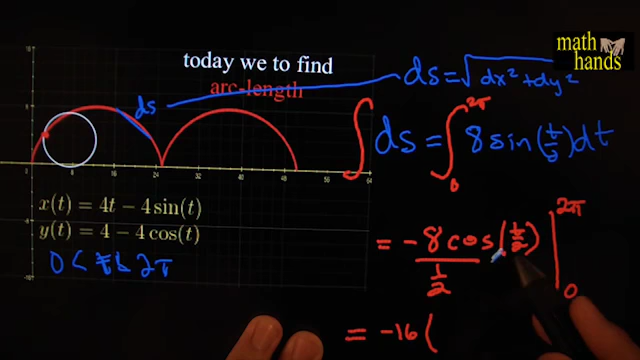 math
hands
today we to find
arc-length
ds
ds = √dx² + dy²
∫ ds = ∫₀^2π 8 sin(t/2) dt
x(t) = 4t − 4 sin(t)
y(t) = 4 − 4 cos(t)
0 < t < 2π
= −8 cos(t/2) / (1/2) |₀^2π
= −16 (
0 8 16 24 32 40 48 56 64